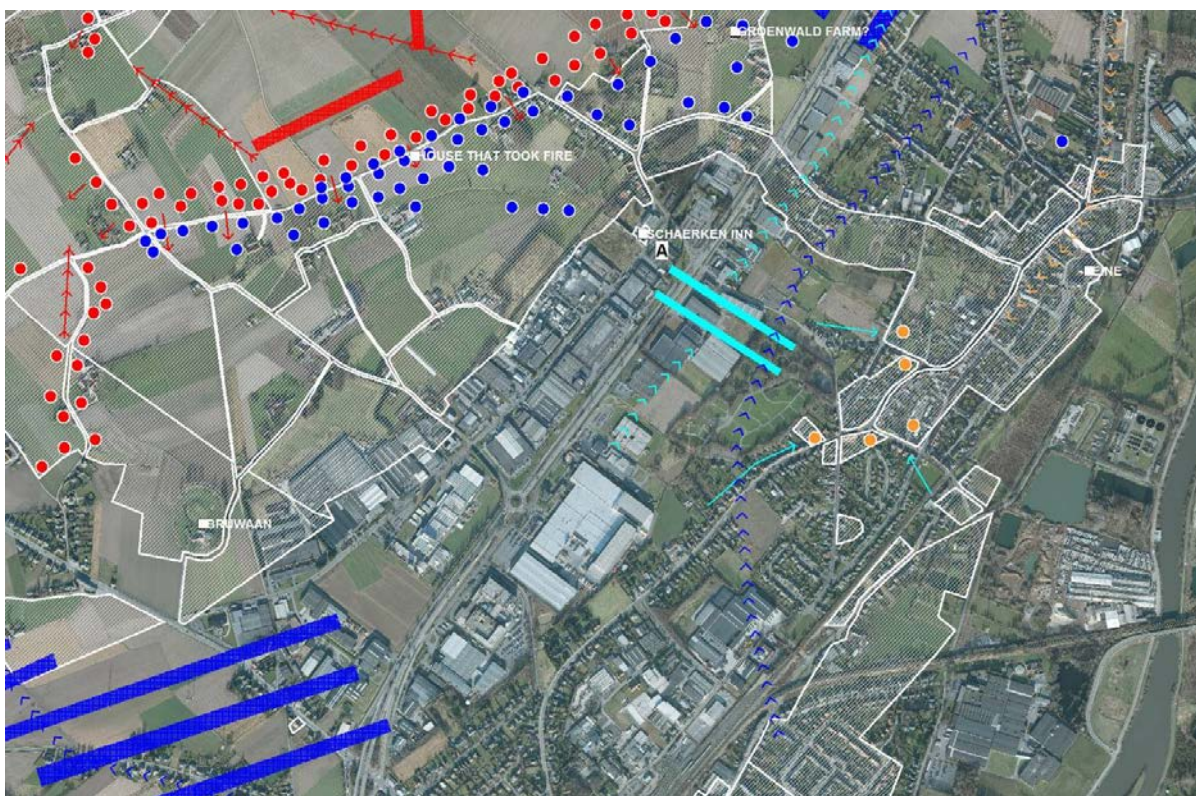 GROENWALD FARM?
HOUSE THAT TOOK FIRE
SCHAERKEN INN
A
EINE
BRUWAAN